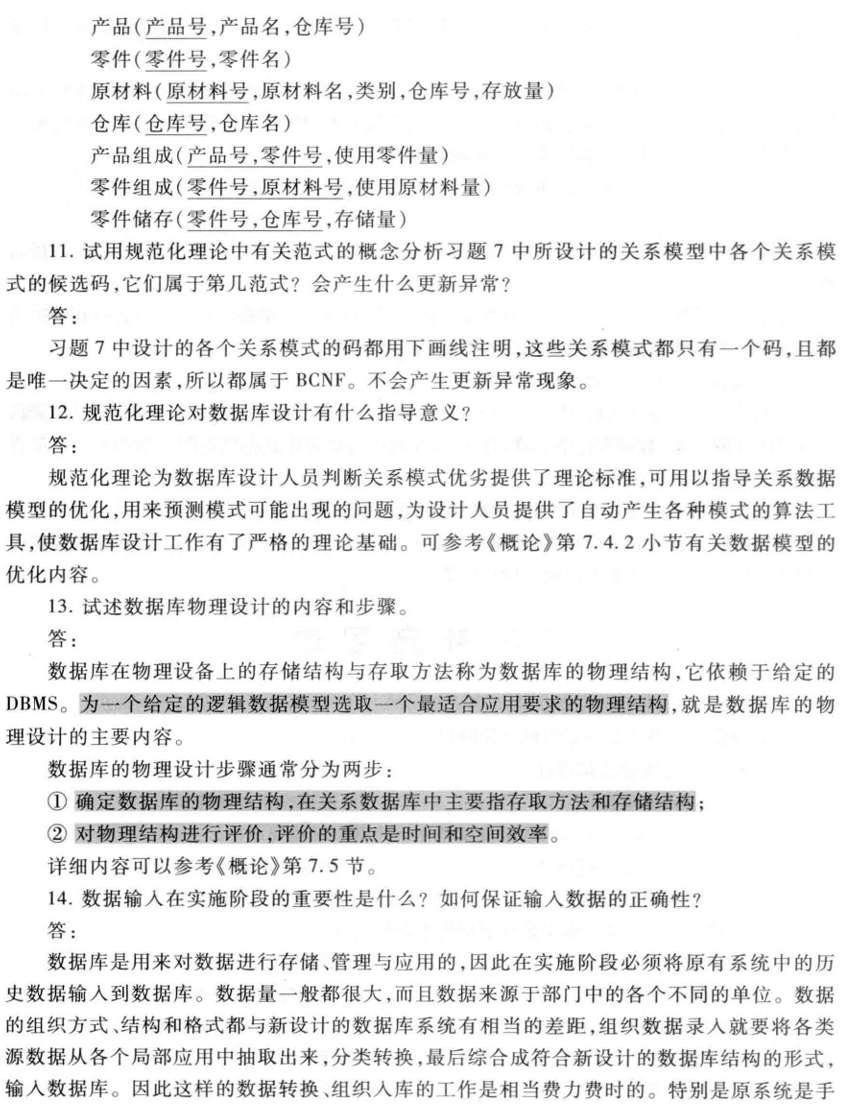 产品(产品号,产品名,仓库号)
零件(零件号,零件名)
原材料(原材料号,原材料名,类别,仓库号,存放量)
仓库(仓库号,仓库名)
产品组成(产品号,零件号,使用零件量)
零件组成(零件号,原材料号,使用原材料量)
零件储存(零件号,仓库号,存储量)
11. 试用规范化理论中有关范式的概念分析习题 7 中所设计的关系模型中各个关系模
式的候选码,它们属于第几范式? 会产生什么更新异常?
答:
习题 7 中设计的各个关系模式的码都用下画线注明,这些关系模式都只有一个码,且都
是唯一决定的因素,所以都属于 BCNF。不会产生更新异常现象。
12. 规范化理论对数据库设计有什么指导意义?
答:
规范化理论为数据库设计人员判断关系模式优劣提供了理论标准,可用以指导关系数据
模型的优化,用来预测模式可能出现的问题,为设计人员提供了自动产生各种模式的算法工
具,使数据库设计工作有了严格的理论基础。可参考《概论》第 7.4.2 小节有关数据模型的
优化内容。
13. 试述数据库物理设计的内容和步骤。
答:
数据库在物理设备上的存储结构与存取方法称为数据库的物理结构,它依赖于给定的
DBMS。为一个给定的逻辑数据模型选取一个最适合应用要求的物理结构,就是数据库的物
理设计的主要内容。
数据库的物理设计步骤通常分为两步:
① 确定数据库的物理结构,在关系数据库中主要指存取方法和存储结构;
② 对物理结构进行评价,评价的重点是时间和空间效率。
详细内容可以参考《概论》第 7.5 节。
14. 数据输入在实施阶段的重要性是什么? 如何保证输入数据的正确性?
答:
数据库是用来对数据进行存储、管理与应用的,因此在实施阶段必须将原有系统中的历
史数据输入到数据库。数据量一般都很大,而且数据来源于部门中的各个不同的单位。数据
的组织方式、结构和格式都与新设计的数据库系统有相当的差距,组织数据录入就要将各类
源数据从各个局部应用中抽取出来,分类转换,最后综合成符合新设计的数据库结构的形式,
输入数据库。因此这样的数据转换、组织入库的工作是相当费力费时的。特别是原系统是手